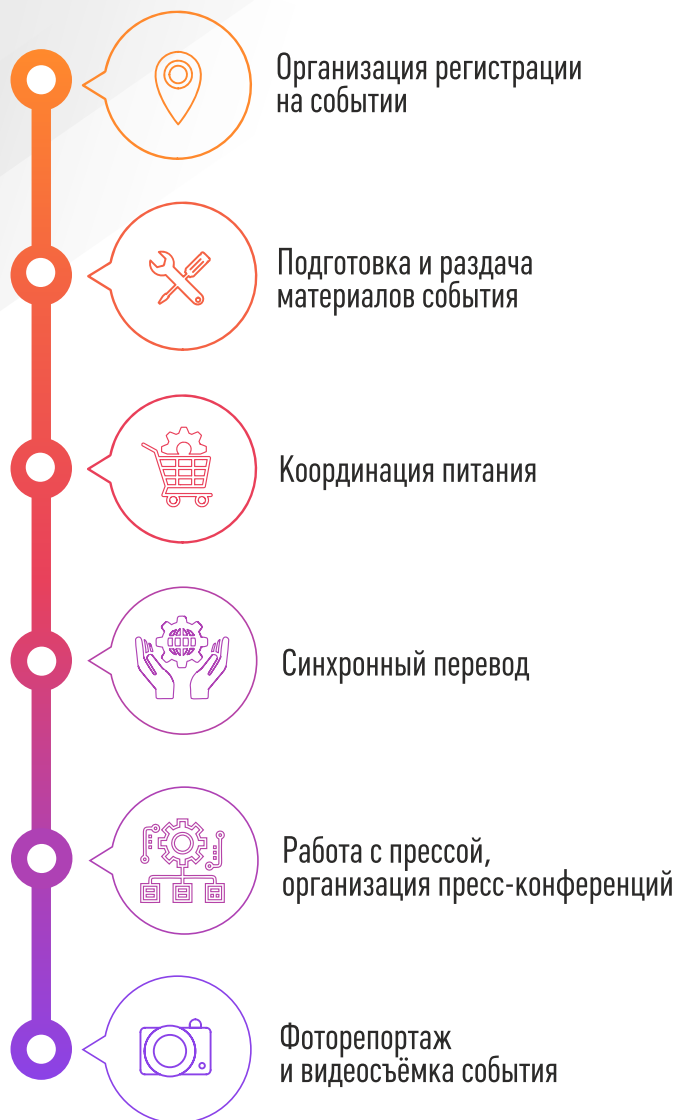 Организация регистрации
на событии
Подготовка и раздача
материалов события
Координация питания
Синхронный перевод
Работа с прессой,
организация пресс-конференций
Фоторепортаж
и видеосъёмка события